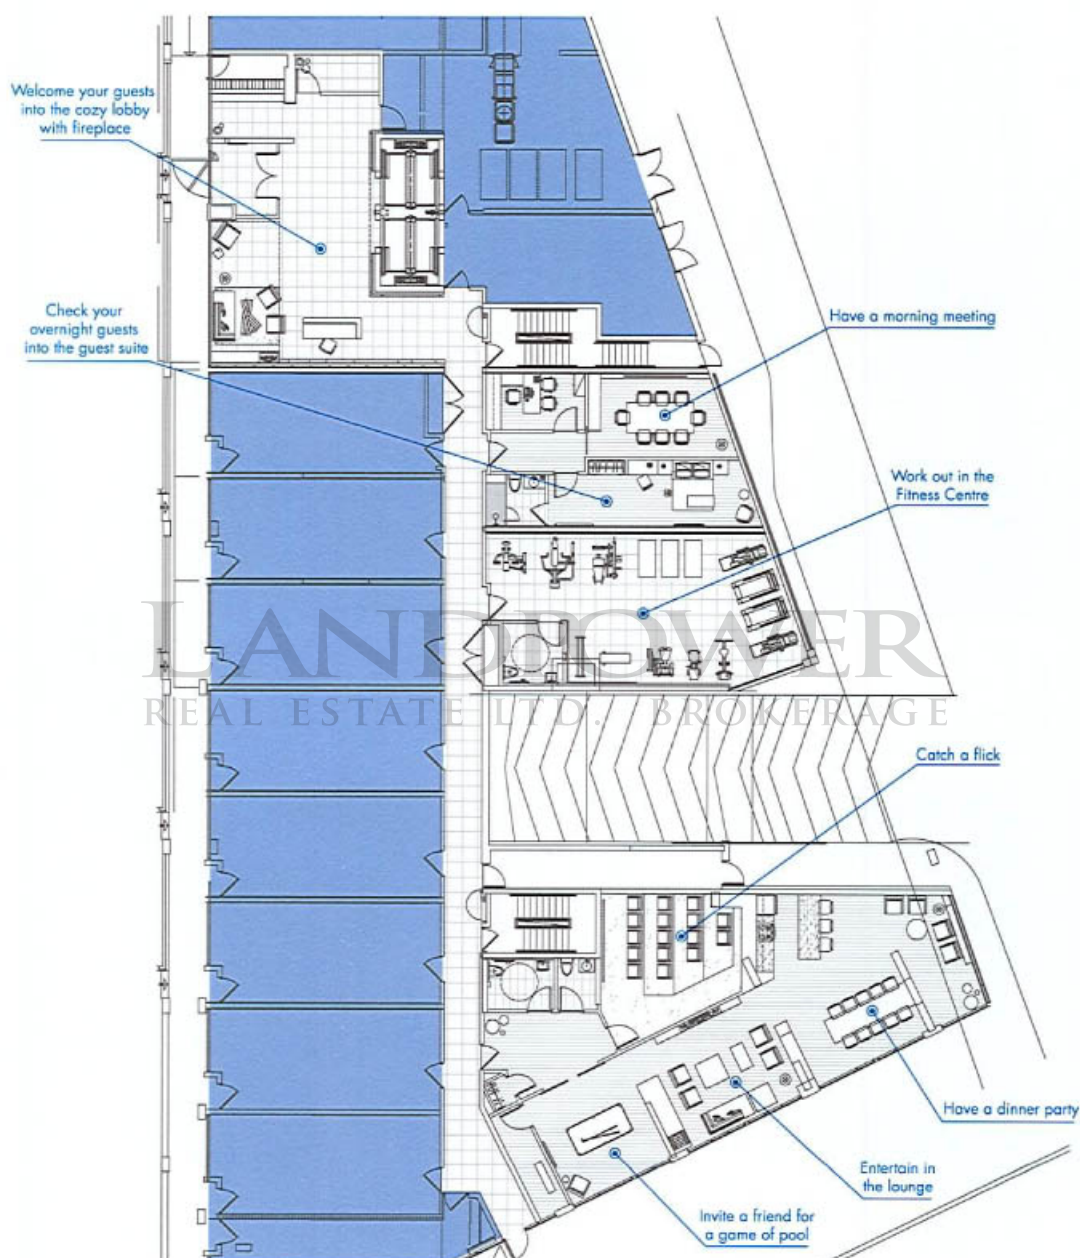 Welcome your guests
into the cozy lobby
with fireplace
Check your
overnight guests
into the guest suite
Have a morning meeting
Work out in the
Fitness Centre
LANDPOWER
REAL ESTATE LTD. BROKERAGE
Catch a flick
Have a dinner party
Entertain in
the lounge
Invite a friend for
a game of pool